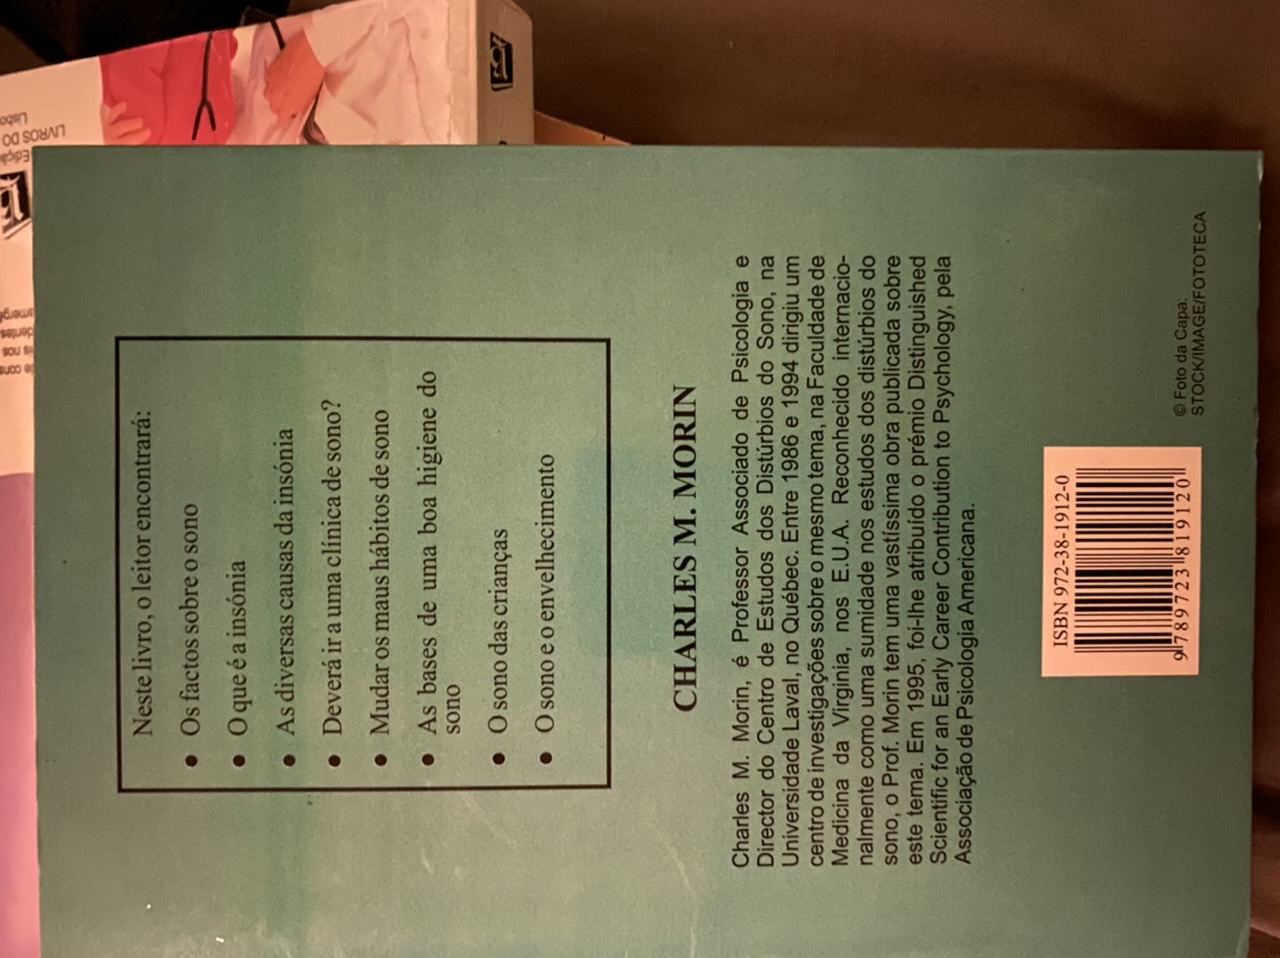 Neste livro, o leitor encontrará:
● Os factos sobre o sono
● O que é a insónia
● As diversas causas da insónia
● Deverá ir a uma clínica de sono?
● Mudar os maus hábitos de sono
● As bases de uma boa higiene do
sono
● O sono das crianças
● O sono e o envelhecimento
CHARLES M. MORIN
Charles M. Morin, é Professor Associado de Psicologia e
Director do Centro de Estudos dos Distúrbios do Sono, na
Universidade Laval, no Québec. Entre 1986 e 1994 dirigiu um
centro de investigações sobre o mesmo tema, na Faculdade de
Medicina da Virginia, nos E.U.A. Reconhecido internacio-
nalmente como uma sumidade nos estudos dos distúrbios do
sono, o Prof. Morin tem uma vastíssima obra publicada sobre
este tema. Em 1995, foi-lhe atribuído o prémio Distinguished
Scientific for an Early Career Contribution to Psychology, pela
Associação de Psicologia Americana.
ISBN 972-38-1912-0
9 789723 819120
© Foto da Capa:
STOCK/IMAGE/FOTOTECA
LIVROS DO